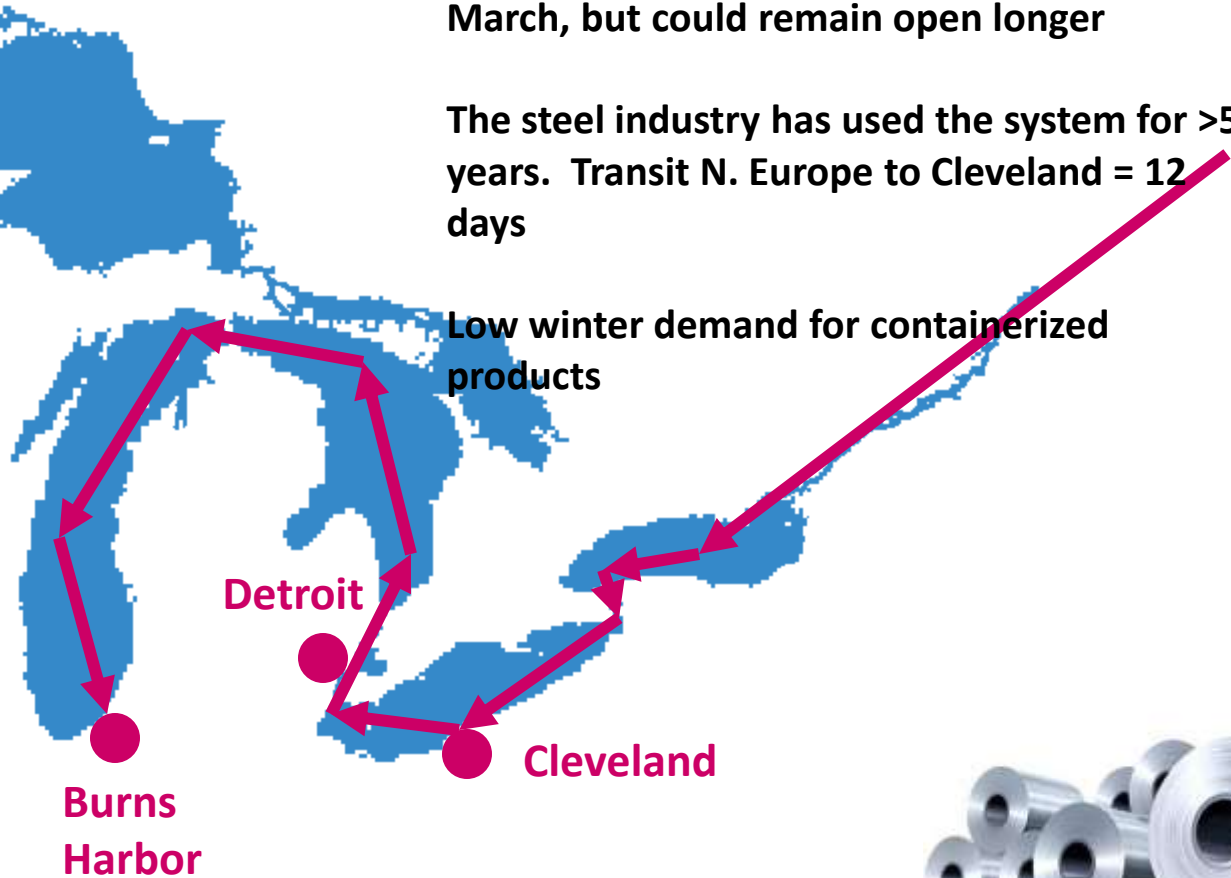 March, but could remain open longer
The steel industry has used the system for >5
years. Transit N. Europe to Cleveland = 12
days
Low winter demand for containerized
products
Detroit
Cleveland
Burns
Harbor